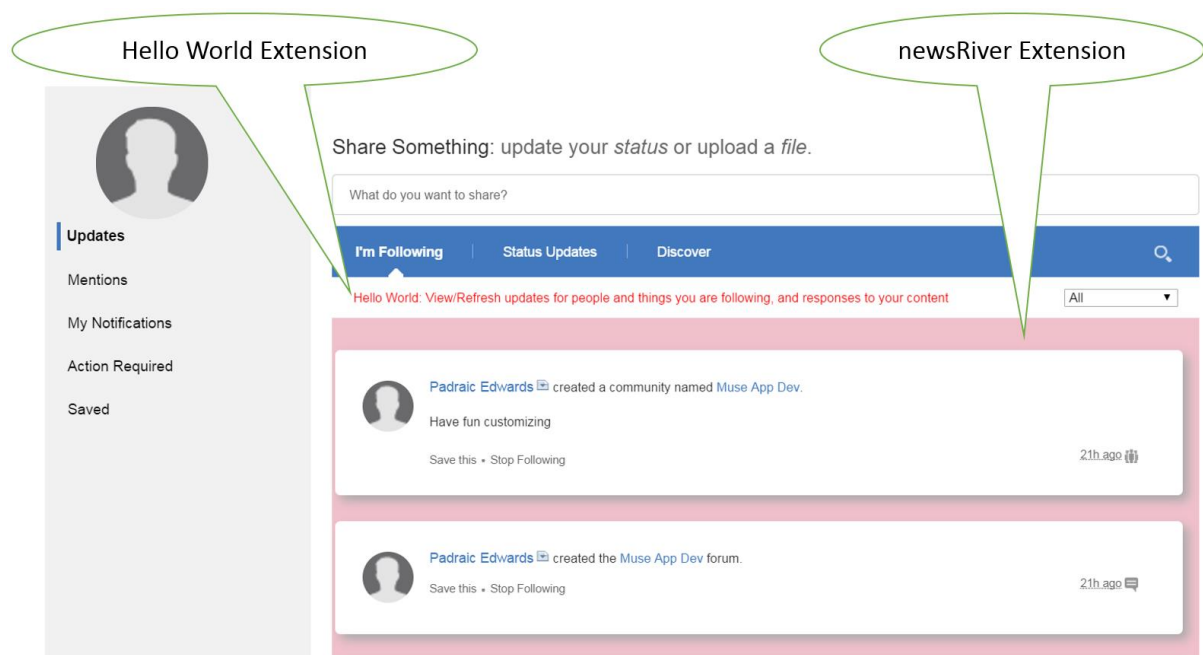 Hello World Extension
newsRiver Extension
Share Something: update your status or upload a file.
What do you want to share?
Updates
Mentions
My Notifications
Action Required
Saved
I'm Following
Status Updates
Discover
Hello World: View/Refresh updates for people and things you are following, and responses to your content
All
Padraic Edwards created a community named Muse App Dev.
Have fun customizing
Save this • Stop Following
21h ago
Padraic Edwards created the Muse App Dev forum.
Save this • Stop Following
21h ago